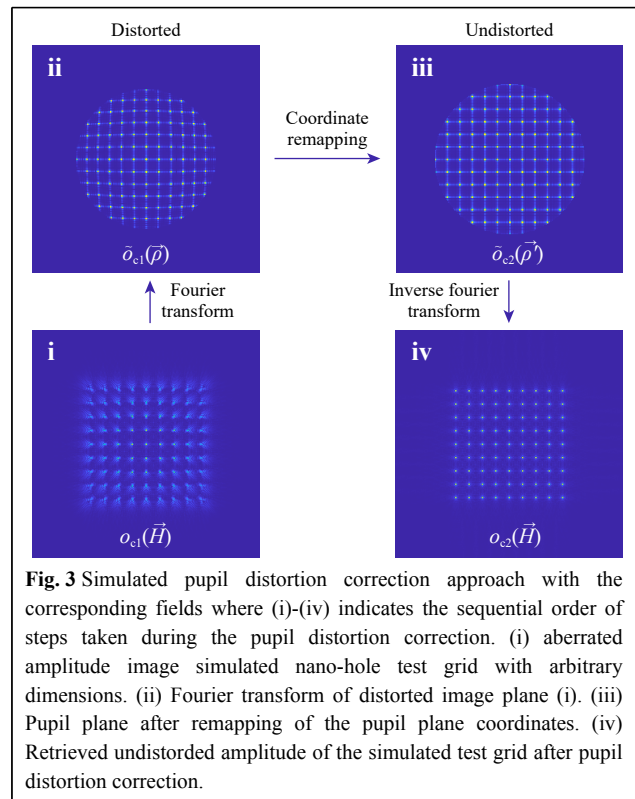 Distorted
Undistorted
ii
iii
Coordinate
remapping
õc1(ρ⃗)
õc2(ρ⃗′)
Fourier
transform
Inverse fourier
transform
i
iv
oc1(H⃗)
oc2(H⃗)
Fig. 3 Simulated pupil distortion correction approach with the
corresponding fields where (i)-(iv) indicates the sequential order of
steps taken during the pupil distortion correction. (i) aberrated
amplitude image simulated nano-hole test grid with arbitrary
dimensions. (ii) Fourier transform of distorted image plane (i). (iii)
Pupil plane after remapping of the pupil plane coordinates. (iv)
Retrieved undistorded amplitude of the simulated test grid after pupil
distortion correction.